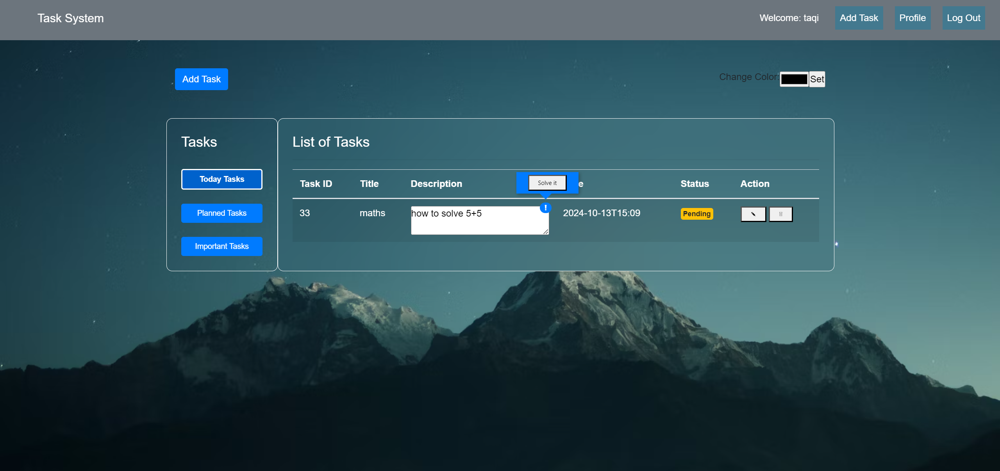 Task System
Welcome: taqi
Add Task
Profile
Log Out
Add Task
Change Color:
Set
Tasks
Today Tasks
Planned Tasks
Important Tasks
List of Tasks
Solve it
Task ID
Title
Description
Status
Action
33
maths
how to solve 5+5
!
2024-10-13T15:09
Pending